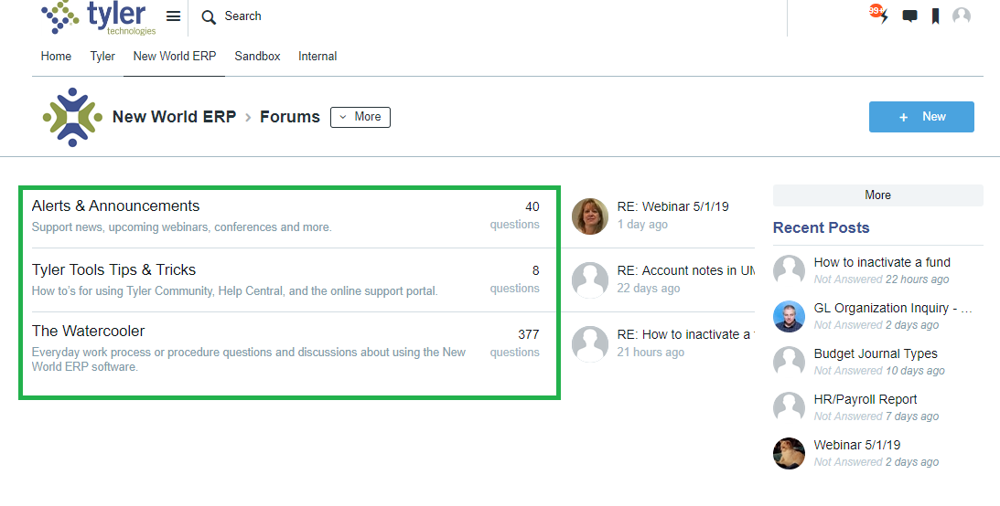 tyler
technologies
Search
99+
Home Tyler New World ERP Sandbox Internal
New World ERP > Forums More
+ New
Alerts & Announcements 40
Support news, upcoming webinars, conferences and more. questions
RE: Webinar 5/1/19
1 day ago
Tyler Tools Tips & Tricks 8
How to's for using Tyler Community, Help Central, and the online support portal. questions
RE: Account notes in UM
22 days ago
The Watercooler 377
Everyday work process or procedure questions and discussions about using the New questions
World ERP software.
RE: How to inactivate a
21 hours ago
More
Recent Posts
How to inactivate a fund
Not Answered 22 hours ago
GL Organization Inquiry - ...
Not Answered 2 days ago
Budget Journal Types
Not Answered 10 days ago
HR/Payroll Report
Not Answered 7 days ago
Webinar 5/1/19
Not Answered 2 days ago